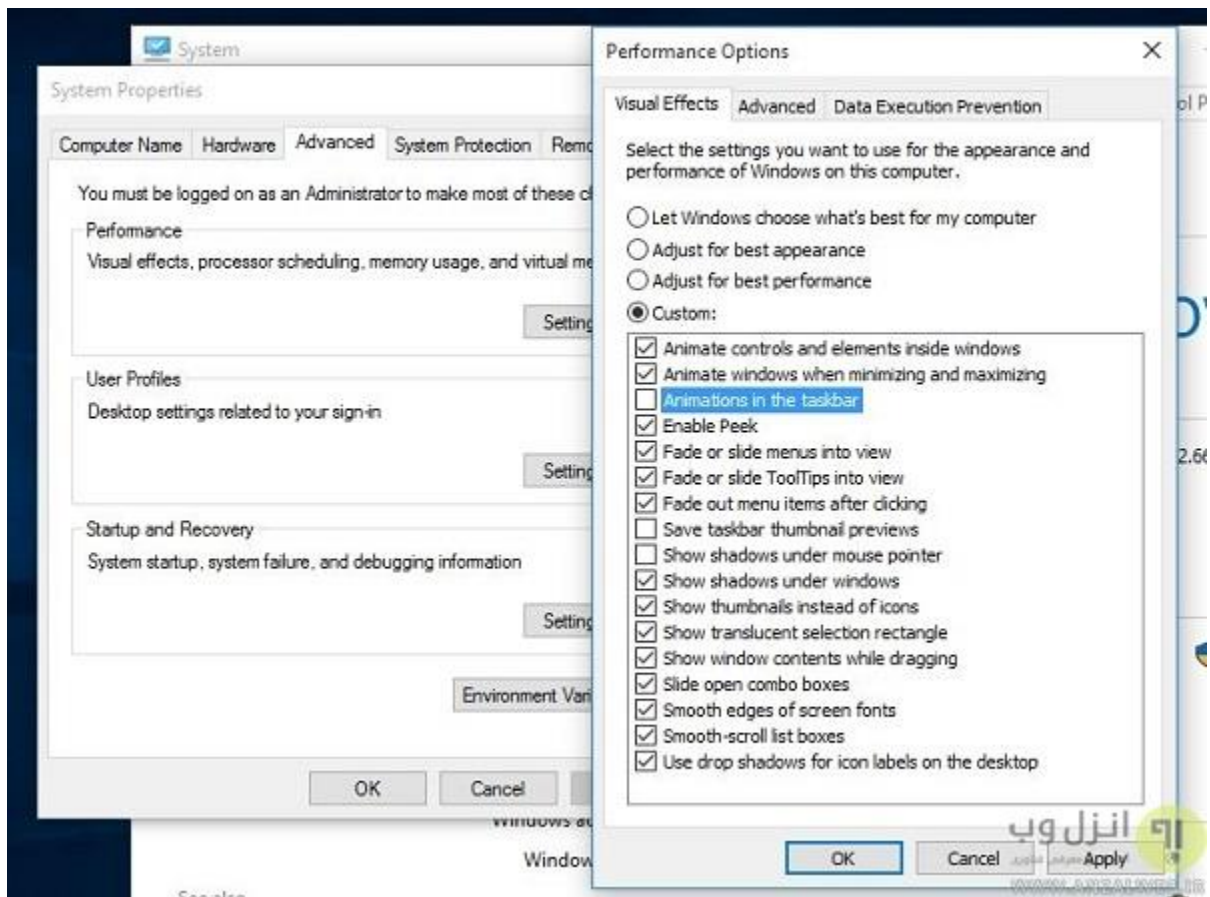 System
System Properties
Computer Name
Hardware
Advanced
System Protection
You must be logged on as an Administrator to make most of these
Performance
Visual effects, processor scheduling, memory usage, and virtual
User Profiles
Desktop settings related to your sign-in
Startup and Recovery
System startup, system failure, and debugging information
Environment
OK
Cancel
Performance Options
Visual Effects
Advanced
Data Execution Prevention
Select the settings you want to use for the appearance and
performance of Windows on this computer.
Let Windows choose what's best for my computer
Adjust for best appearance
Adjust for best performance
Custom:
Animate controls and elements inside windows
Animate windows when minimizing and maximizing
Animations in the taskbar
Enable Peek
Fade or slide menus into view
Fade or slide ToolTips into view
Fade out menu items after clicking
Save taskbar thumbnail previews
Show shadows under mouse pointer
Show shadows under windows
Show thumbnails instead of icons
Show translucent selection rectangle
Show window contents while dragging
Slide open combo boxes
Smooth edges of screen fonts
Smooth-scroll list boxes
Use drop shadows for icon labels on the desktop
OK
Cancel
Apply
انزل وب
WWW.ANZALWEB.IR